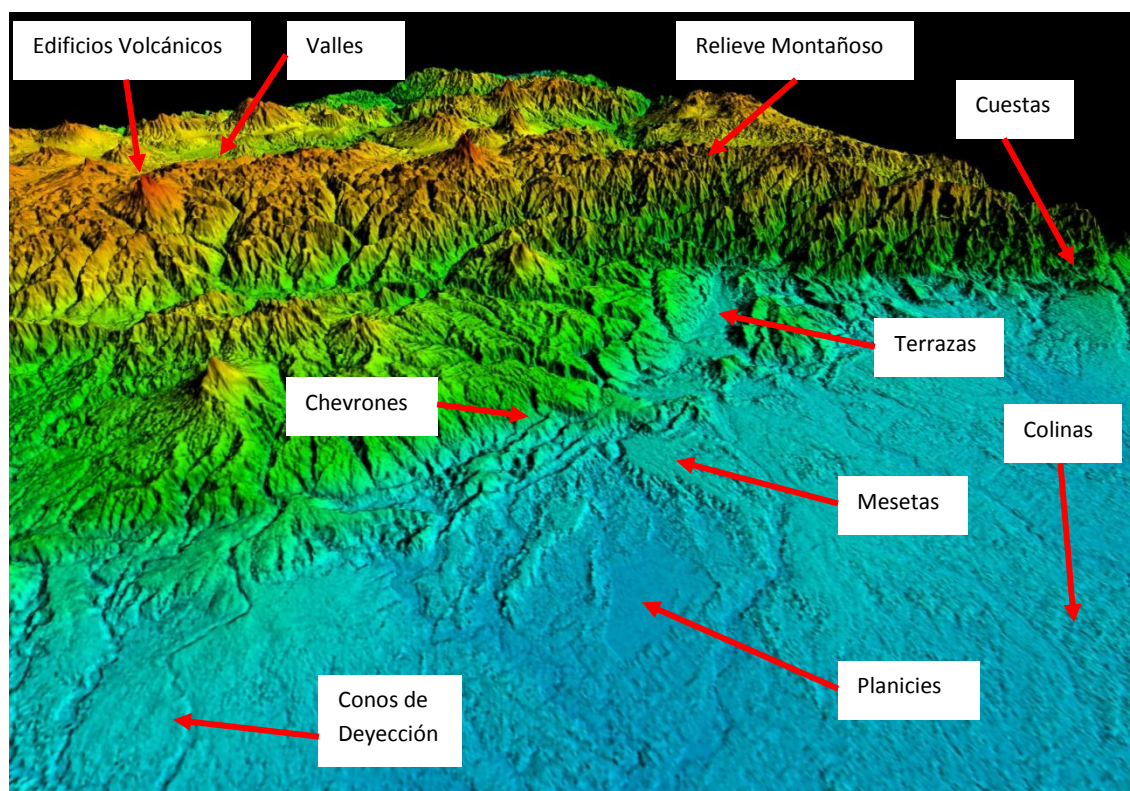 Edificios Volcánicos
Valles
Relieve Montañoso
Cuestas
Terrazas
Chevrones
Colinas
Mesetas
Planicies
Conos de
Deyección